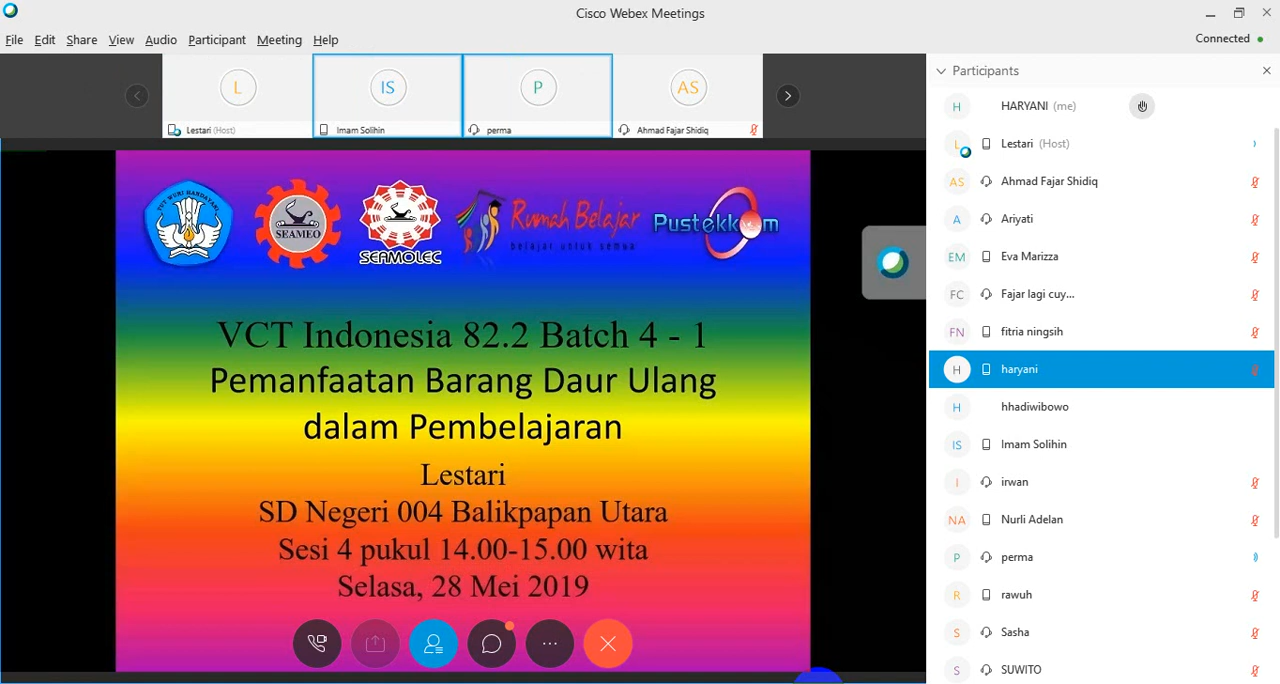 Cisco Webex Meetings
File Edit Share View Audio Participant Meeting Help
Connected
L
Lestari (Host)
IS
Imam Solihin
P
perma
AS
Ahmad Fajar Shidiq
TUT WURI HANDAYANI
SEAMEO
SEAMOLEC
Rumah Belajar
belajar untuk semua
Pustekkom
VCT Indonesia 82.2 Batch 4 - 1
Pemanfaatan Barang Daur Ulang
dalam Pembelajaran
Lestari
SD Negeri 004 Balikpapan Utara
Sesi 4 pukul 14.00-15.00 wita
Selasa, 28 Mei 2019
Participants
H HARYANI (me)
L Lestari (Host)
AS Ahmad Fajar Shidiq
A Ariyati
EM Eva Marizza
FC Fajar lagi cuy...
FN fitria ningsih
H haryani
H hhadiwibowo
IS Imam Solihin
I irwan
NA Nurli Adelan
P perma
R rawuh
S Sasha
S SUWITO